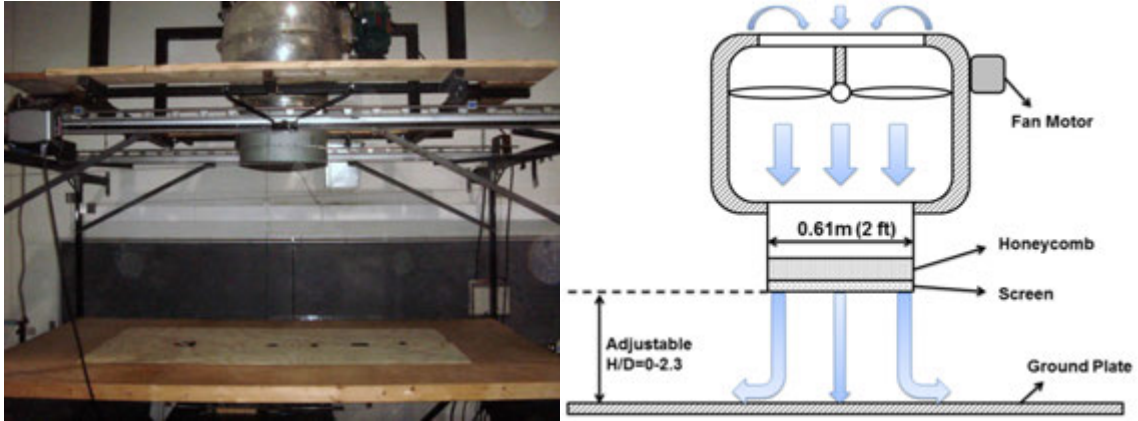 Fan Motor
0.61m (2 ft)
Honeycomb
Screen
Adjustable
H/D=0-2.3
Ground Plate